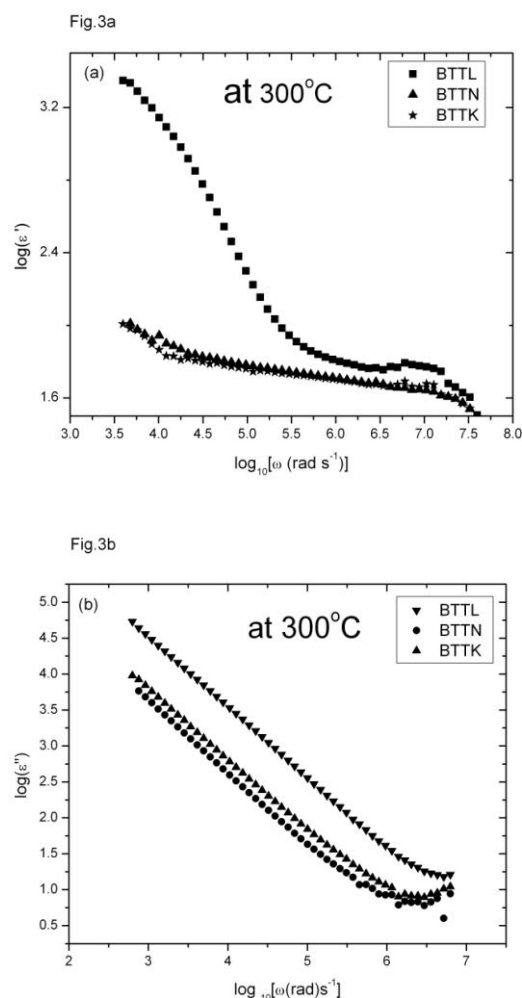 Fig.3a
(a)
at 300°C
BTTL
BTTN
BTTK
log(ε')
3.2
2.4
1.6
3.0 3.5 4.0 4.5 5.0 5.5 6.0 6.5 7.0 7.5 8.0
log₁₀[ω (rad s⁻¹)]
Fig.3b
(b)
at 300°C
BTTL
BTTN
BTTK
log(ε'')
5.0
4.5
4.0
3.5
3.0
2.5
2.0
1.5
1.0
0.5
2 3 4 5 6 7 8
log₁₀[ω(rad)s⁻¹]